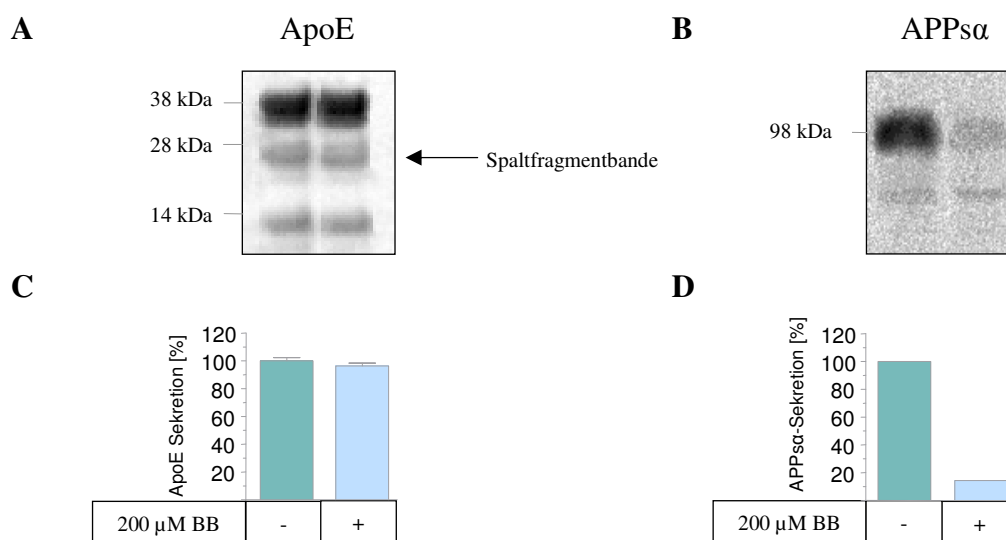 A
ApoE
38 kDa
28 kDa
Spaltfragmentbande
14 kDa
B
APPsα
98 kDa
C
ApoE Sekretion [%]
120
100
80
60
40
20
200 µM BB - +
D
APPsα-Sekretion [%]
120
100
80
60
40
20
200 µM BB - +